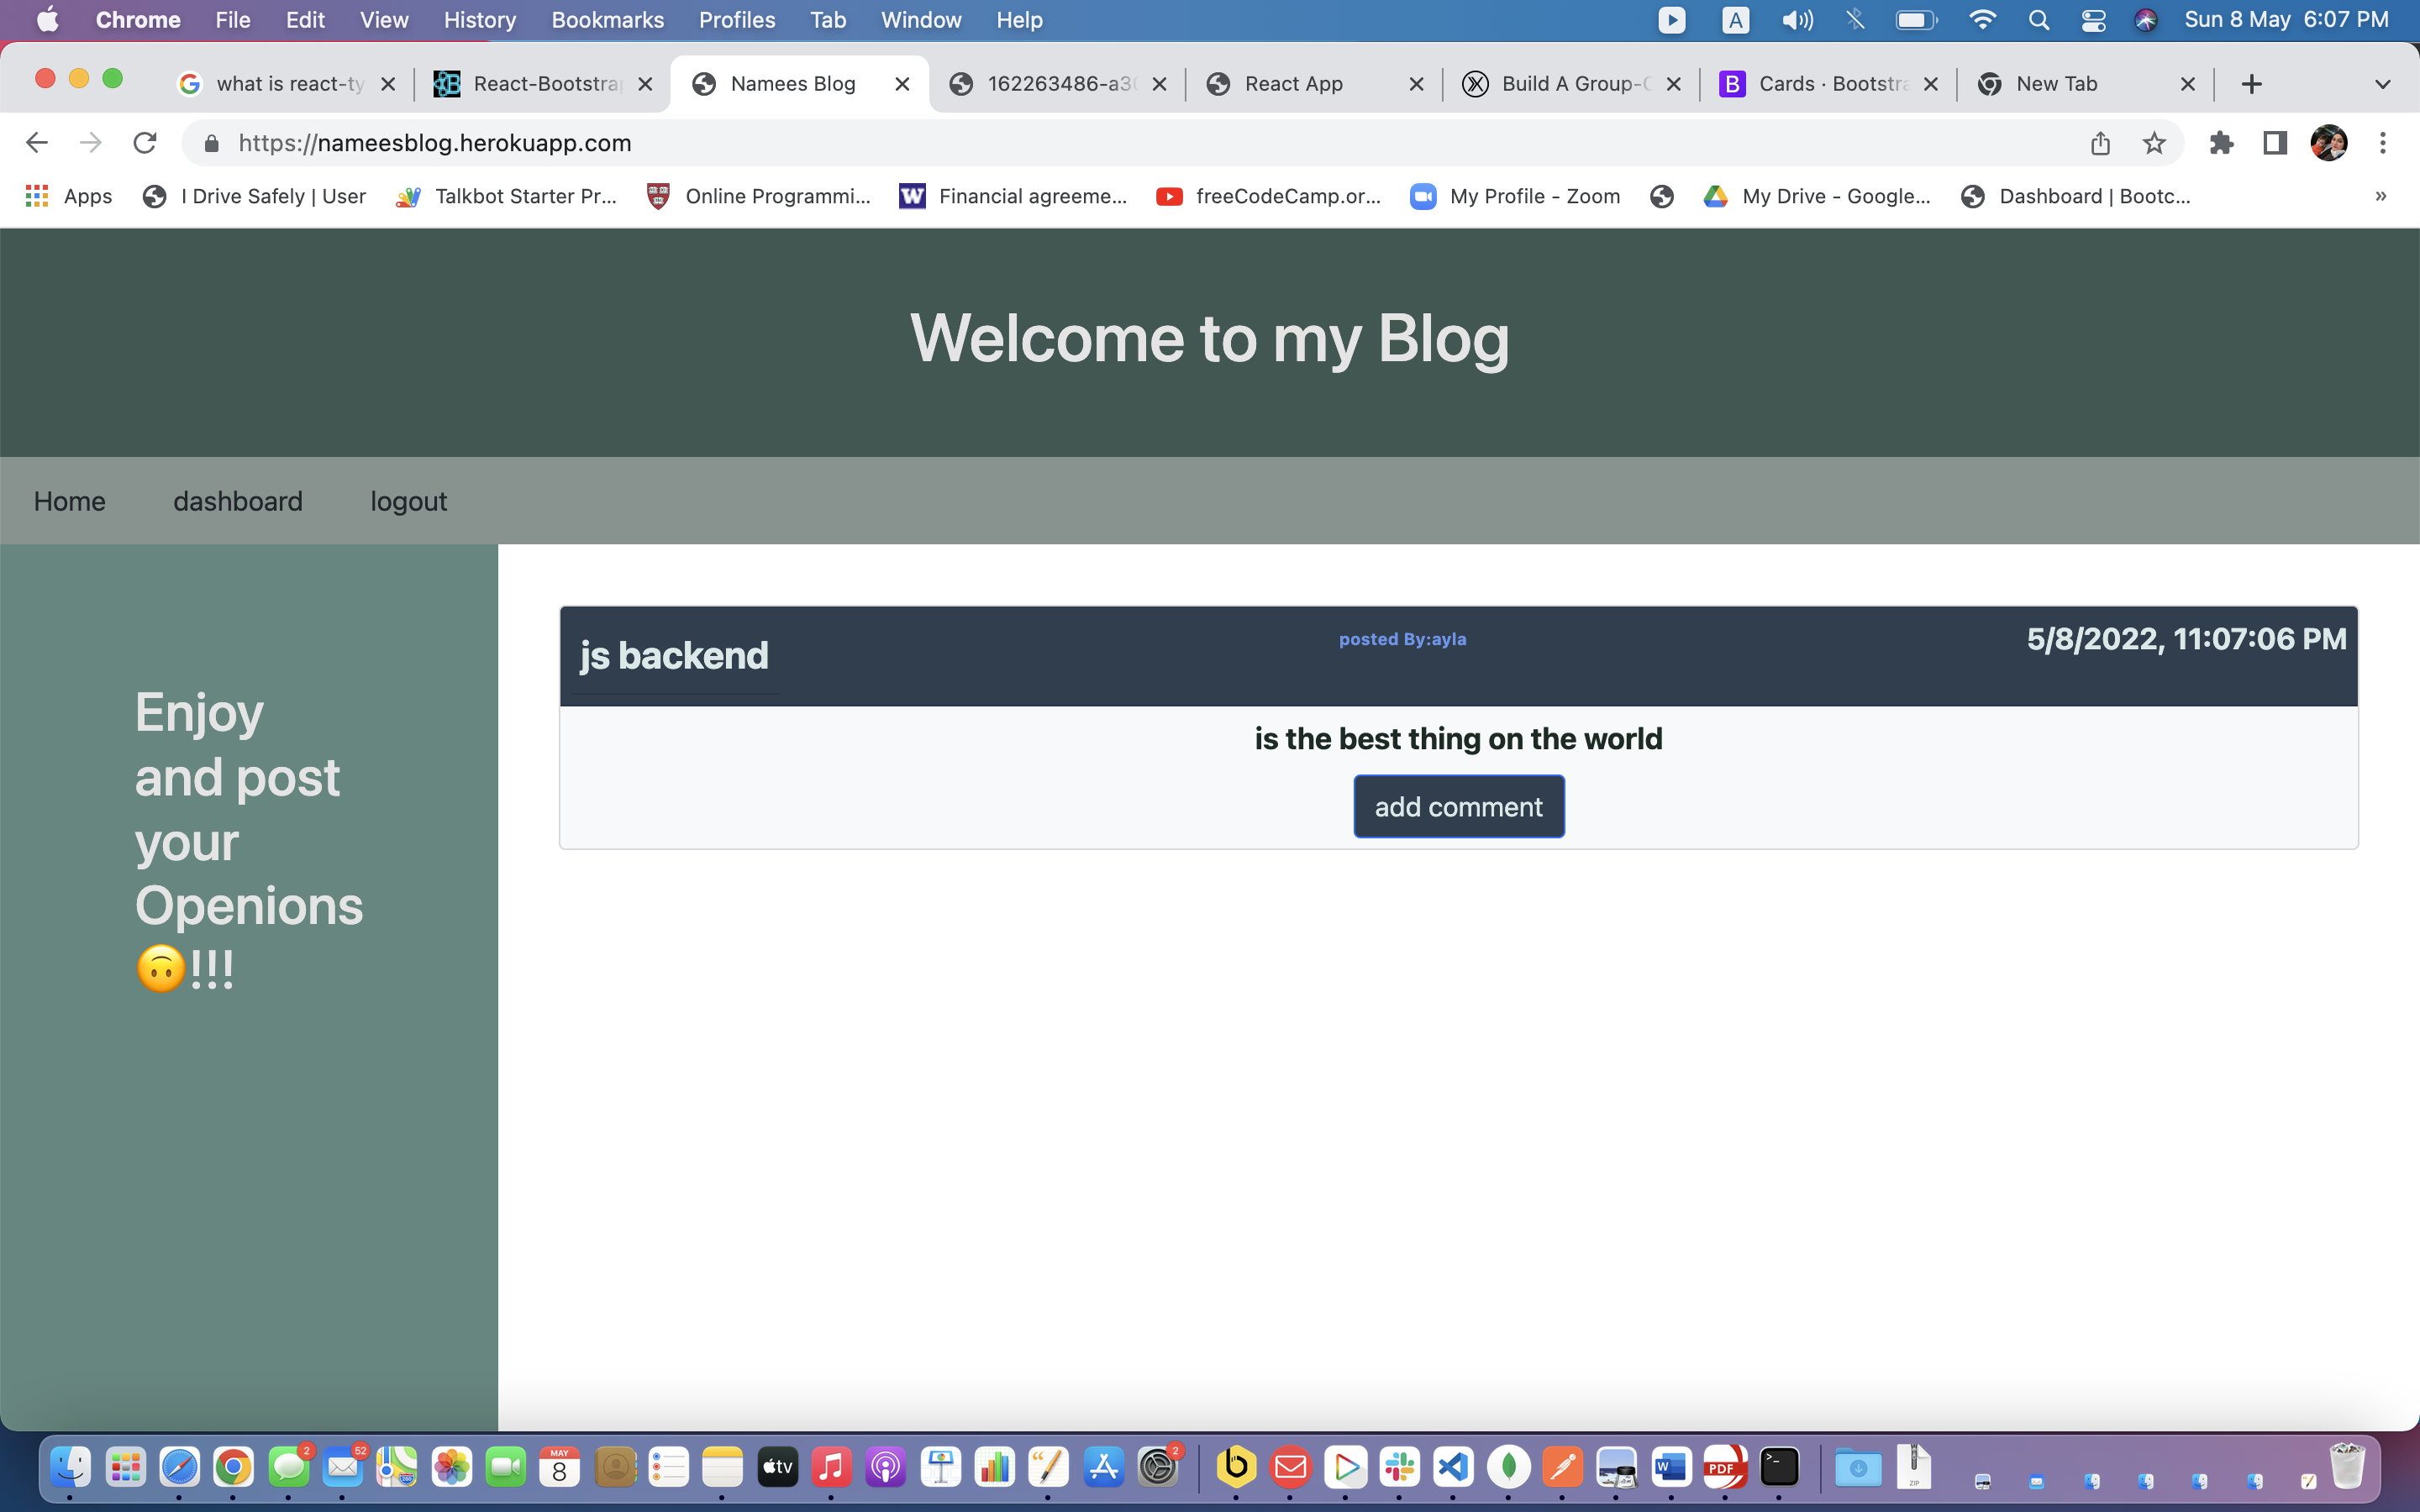 Chrome File Edit View History Bookmarks Profiles Tab Window Help A Sun 8 May 6:07 PM
what is react-ty React-Bootstra Namees Blog 162263486-a3 React App Build A Group- B Cards · Bootstra New Tab
https://nameesblog.herokuapp.com
Apps I Drive Safely | User Talkbot Starter Pr... Online Programmi... W Financial agreeme... freeCodeCamp.or... My Profile - Zoom My Drive - Google... Dashboard | Bootc... »
Welcome to my Blog
Home dashboard logout
js backend posted By:ayla 5/8/2022, 11:07:06 PM
is the best thing on the world
add comment
Enjoy
and post
your
Openions
🙃!!!
2 52 MAY 8 tv 2 W PDF >_ ZIP